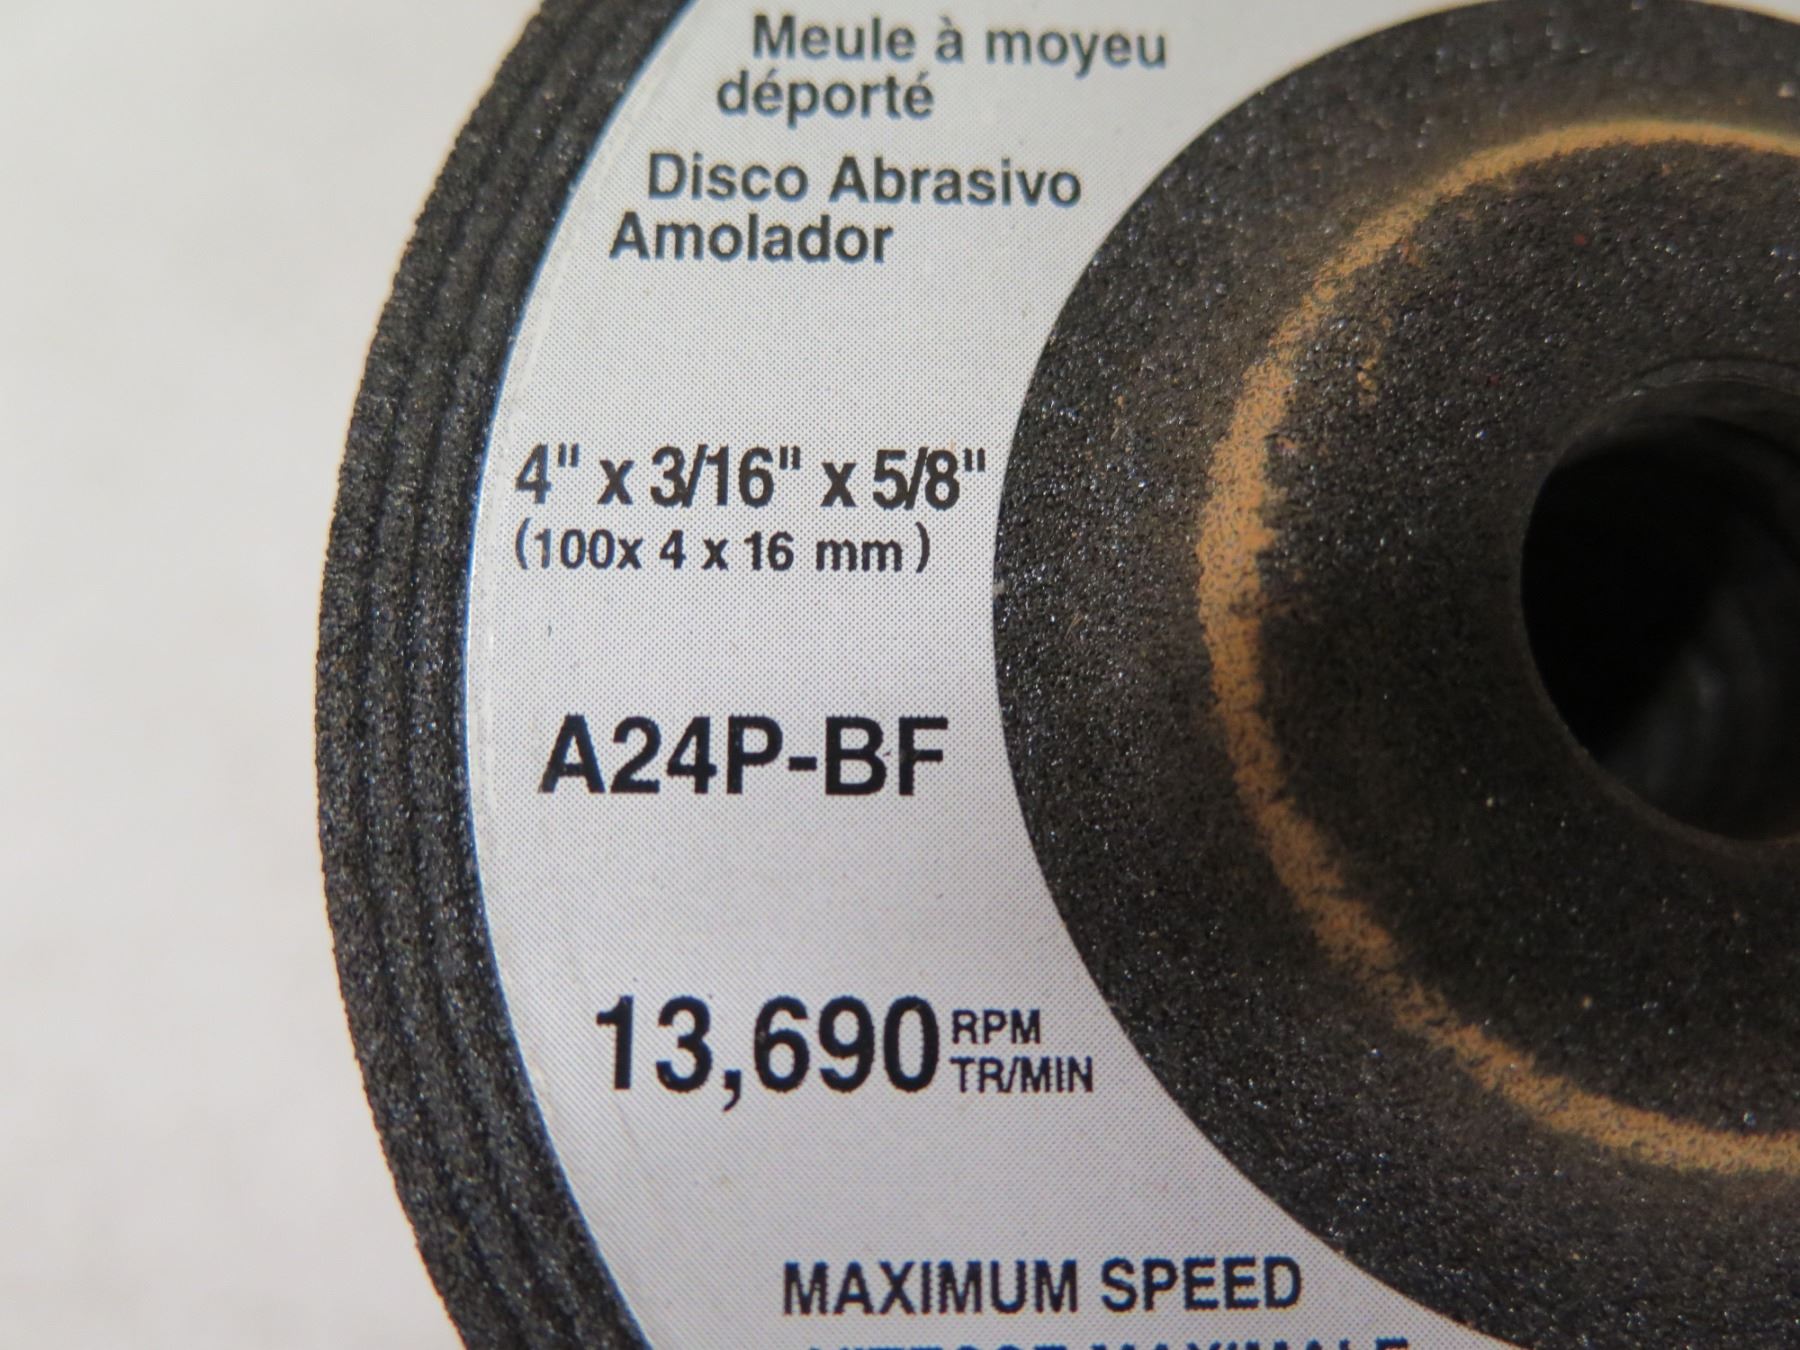 Meule à moyeu
déporté
Disco Abrasivo
Amolador
4" x 3/16" x 5/8"
(100x 4 x 16 mm)
A24P-BF
13,690 RPM
TR/MIN
MAXIMUM SPEED